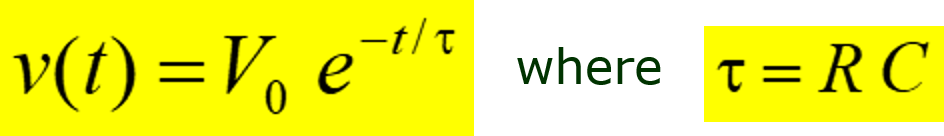 v(t) = V₀ e^{−t/τ} where τ = R C